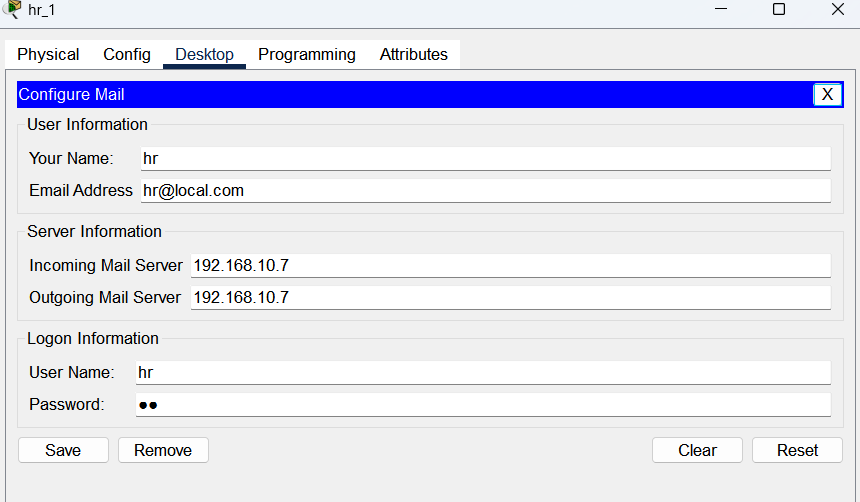 hr_1
Physical Config Desktop Programming Attributes
Configure Mail X
User Information
Your Name: hr
Email Address hr@local.com
Server Information
Incoming Mail Server 192.168.10.7
Outgoing Mail Server 192.168.10.7
Logon Information
User Name: hr
Password: ●●
Save Remove Clear Reset